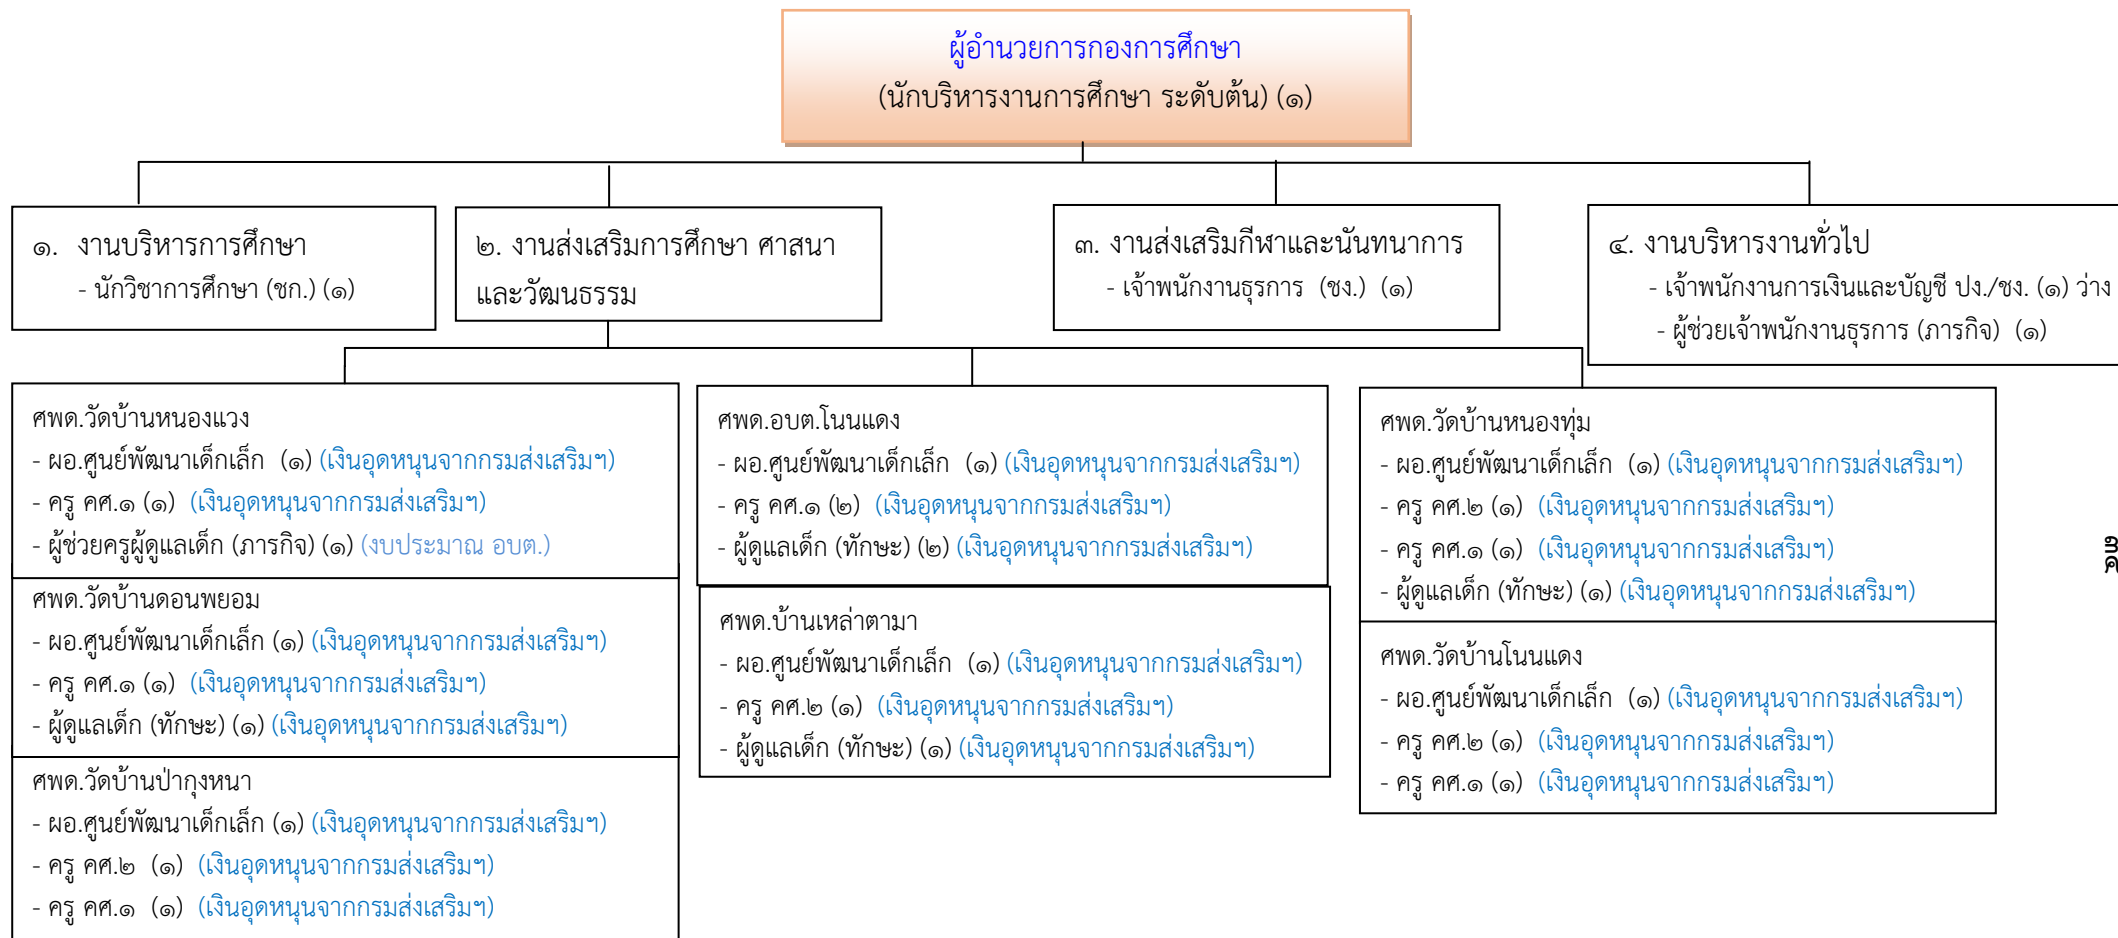 ผู้อำนวยการกองการศึกษา
(นักบริหารงานการศึกษา ระดับต้น) (๑)
๑. งานบริหารการศึกษา
- นักวิชาการศึกษา (ชก.) (๑)
๒. งานส่งเสริมการศึกษา ศาสนา
และวัฒนธรรม
๓. งานส่งเสริมกีฬาและนันทนาการ
- เจ้าพนักงานธุรการ (ชง.) (๑)
๔. งานบริหารงานทั่วไป
- เจ้าพนักงานการเงินและบัญชี ปง./ชง. (๑) ว่าง
- ผู้ช่วยเจ้าพนักงานธุรการ (ภารกิจ) (๑)
ศพด.วัดบ้านหนองแวง
- ผอ.ศูนย์พัฒนาเด็กเล็ก (๑) (เงินอุดหนุนจากกรมส่งเสริมฯ)
- ครู คศ.๑ (๑) (เงินอุดหนุนจากกรมส่งเสริมฯ)
- ผู้ช่วยครูผู้ดูแลเด็ก (ภารกิจ) (๑) (งบประมาณ อบต.)
ศพด.วัดบ้านดอนพยอม
- ผอ.ศูนย์พัฒนาเด็กเล็ก (๑) (เงินอุดหนุนจากกรมส่งเสริมฯ)
- ครู คศ.๑ (๑) (เงินอุดหนุนจากกรมส่งเสริมฯ)
- ผู้ดูแลเด็ก (ทักษะ) (๑) (เงินอุดหนุนจากกรมส่งเสริมฯ)
ศพด.วัดบ้านป่ากุงหนา
- ผอ.ศูนย์พัฒนาเด็กเล็ก (๑) (เงินอุดหนุนจากกรมส่งเสริมฯ)
- ครู คศ.๒ (๑) (เงินอุดหนุนจากกรมส่งเสริมฯ)
- ครู คศ.๑ (๑) (เงินอุดหนุนจากกรมส่งเสริมฯ)
ศพด.อบต.โนนแดง
- ผอ.ศูนย์พัฒนาเด็กเล็ก (๑) (เงินอุดหนุนจากกรมส่งเสริมฯ)
- ครู คศ.๑ (๒) (เงินอุดหนุนจากกรมส่งเสริมฯ)
- ผู้ดูแลเด็ก (ทักษะ) (๒) (เงินอุดหนุนจากกรมส่งเสริมฯ)
ศพด.บ้านเหล่าตามา
- ผอ.ศูนย์พัฒนาเด็กเล็ก (๑) (เงินอุดหนุนจากกรมส่งเสริมฯ)
- ครู คศ.๒ (๑) (เงินอุดหนุนจากกรมส่งเสริมฯ)
- ผู้ดูแลเด็ก (ทักษะ) (๑) (เงินอุดหนุนจากกรมส่งเสริมฯ)
ศพด.วัดบ้านหนองทุ่ม
- ผอ.ศูนย์พัฒนาเด็กเล็ก (๑) (เงินอุดหนุนจากกรมส่งเสริมฯ)
- ครู คศ.๒ (๑) (เงินอุดหนุนจากกรมส่งเสริมฯ)
- ครู คศ.๑ (๑) (เงินอุดหนุนจากกรมส่งเสริมฯ)
- ผู้ดูแลเด็ก (ทักษะ) (๑) (เงินอุดหนุนจากกรมส่งเสริมฯ)
ศพด.วัดบ้านโนนแดง
- ผอ.ศูนย์พัฒนาเด็กเล็ก (๑) (เงินอุดหนุนจากกรมส่งเสริมฯ)
- ครู คศ.๒ (๑) (เงินอุดหนุนจากกรมส่งเสริมฯ)
- ครู คศ.๑ (๑) (เงินอุดหนุนจากกรมส่งเสริมฯ)